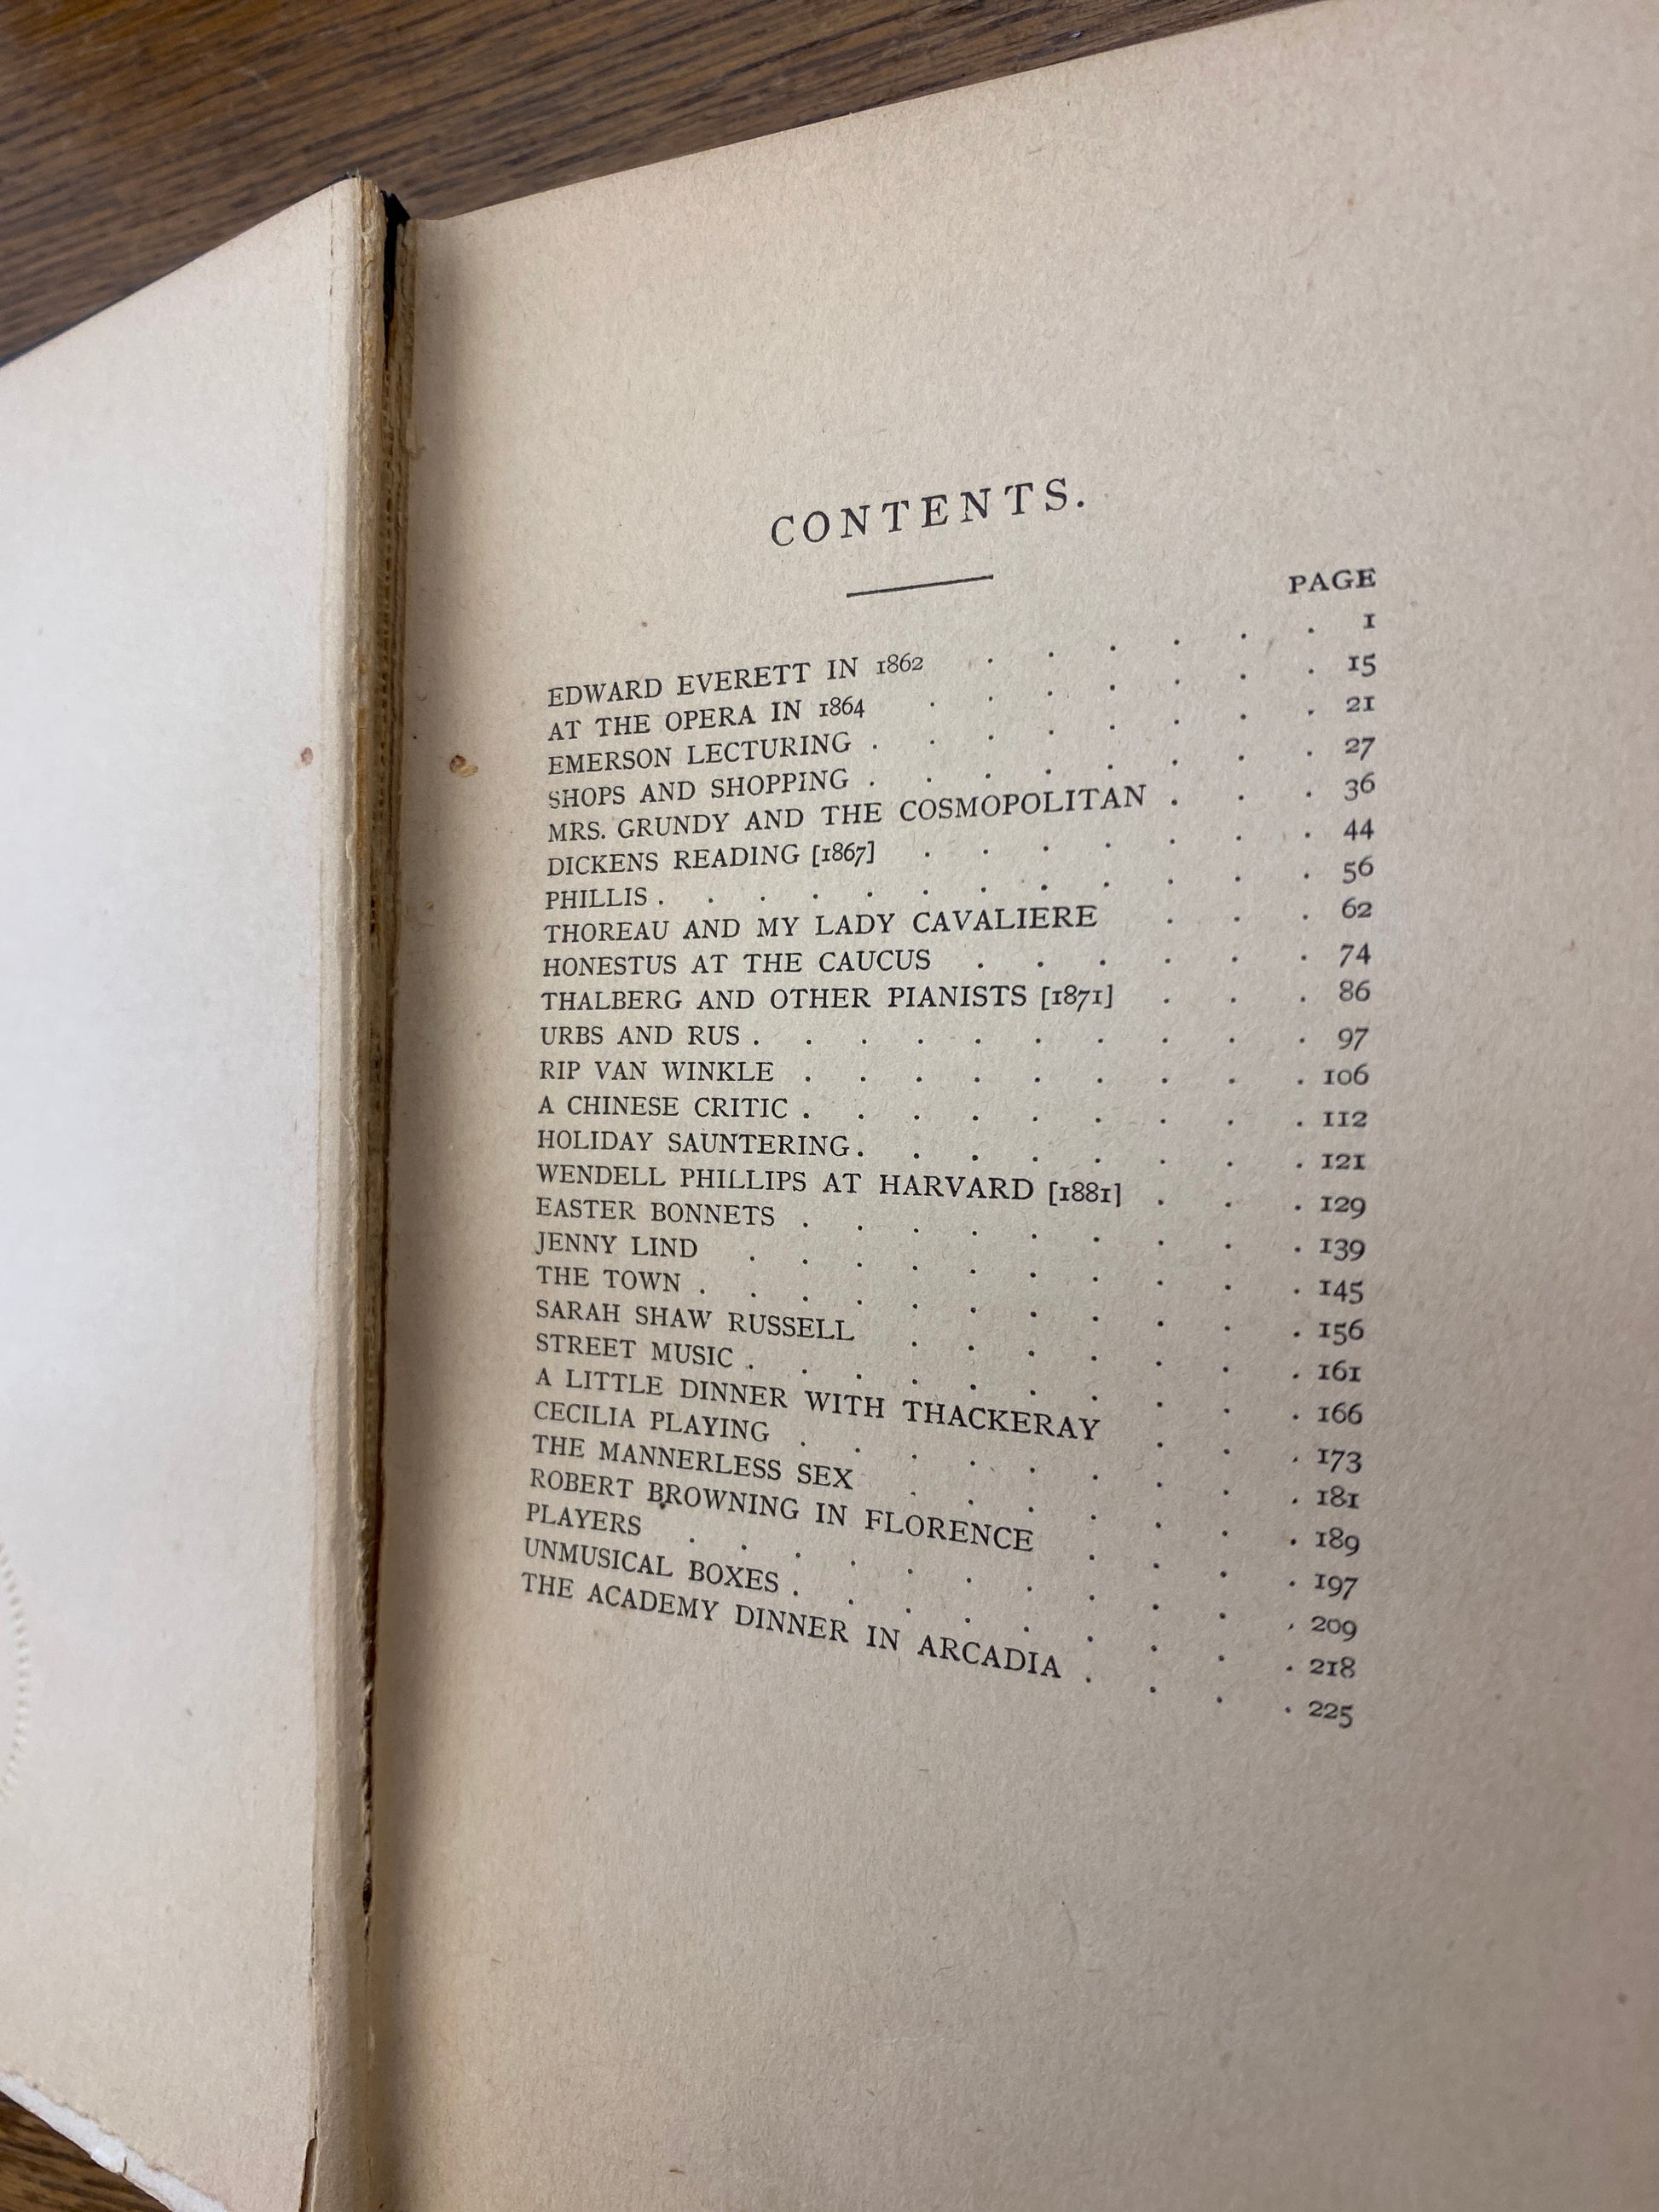 CONTENTS.
PAGE
EDWARD EVERETT IN 1862 . . . . . . 1
AT THE OPERA IN 1864 . . . . . . . 15
EMERSON LECTURING . . . . . . . . 21
SHOPS AND SHOPPING . . . . . . . . 27
MRS. GRUNDY AND THE COSMOPOLITAN . . . 36
DICKENS READING [1867] . . . . . . . 44
PHILLIS . . . . . . . . . . . 56
THOREAU AND MY LADY CAVALIERE . . . 62
HONESTUS AT THE CAUCUS . . . . . . 74
THALBERG AND OTHER PIANISTS [1871] . . . 86
URBS AND RUS . . . . . . . . . . 97
RIP VAN WINKLE . . . . . . . . . 106
A CHINESE CRITIC . . . . . . . . . 112
HOLIDAY SAUNTERING . . . . . . . . 121
WENDELL PHILLIPS AT HARVARD [1881] . . . 129
EASTER BONNETS . . . . . . . . . 139
JENNY LIND . . . . . . . . . . 145
THE TOWN . . . . . . . . . . . 156
SARAH SHAW RUSSELL . . . . . . . 161
STREET MUSIC . . . . . . . . . . 166
A LITTLE DINNER WITH THACKERAY . . . 173
CECILIA PLAYING . . . . . . . . . 181
THE MANNERLESS SEX . . . . . . . 189
ROBERT BROWNING IN FLORENCE . . . . 197
PLAYERS . . . . . . . . . . . 209
UNMUSICAL BOXES . . . . . . . . . 218
THE ACADEMY DINNER IN ARCADIA . . . . 225